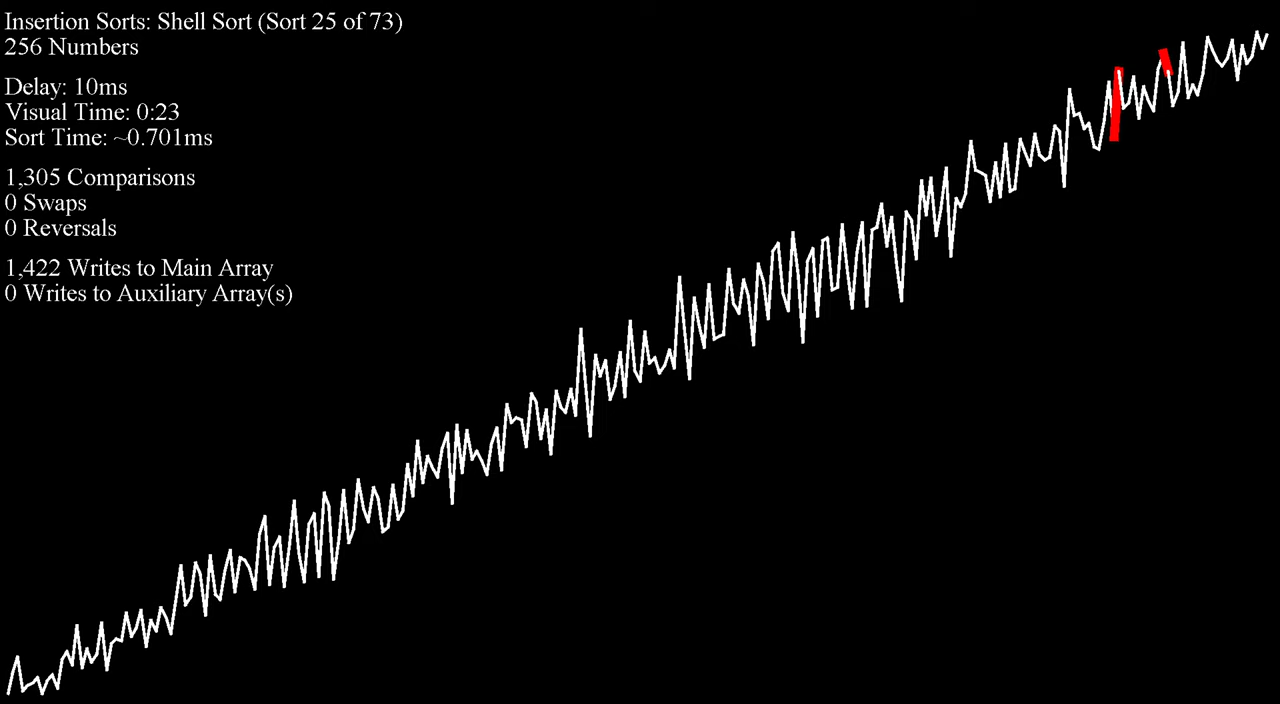 Insertion Sorts: Shell Sort (Sort 25 of 73)
256 Numbers
Delay: 10ms
Visual Time: 0:23
Sort Time: ~0.701ms
1,305 Comparisons
0 Swaps
0 Reversals
1,422 Writes to Main Array
0 Writes to Auxiliary Array(s)